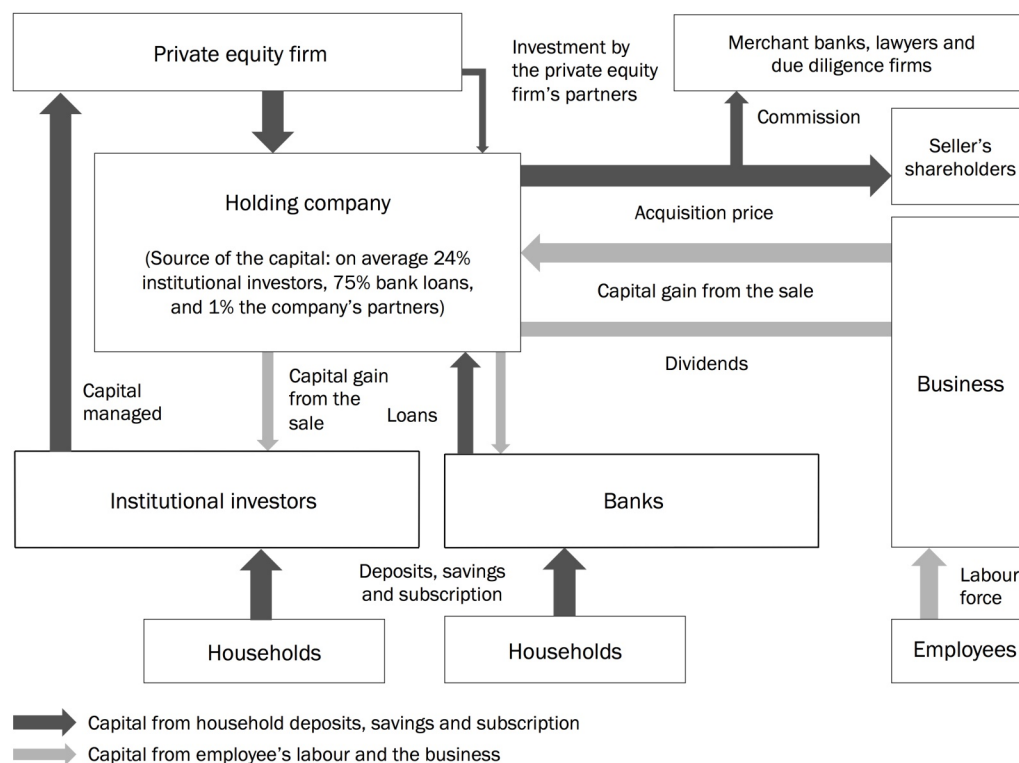 Private equity firm
Investment by
the private equity
firm's partners
Merchant banks, lawyers and
due diligence firms
Commission
Seller's
shareholders
Holding company
(Source of the capital: on average 24%
institutional investors, 75% bank loans,
and 1% the company's partners)
Acquisition price
Capital gain from the sale
Dividends
Business
Capital
managed
Capital gain
from the
sale
Loans
Institutional investors
Banks
Deposits, savings
and subscription
Labour
force
Households
Households
Employees
Capital from household deposits, savings and subscription
Capital from employee's labour and the business